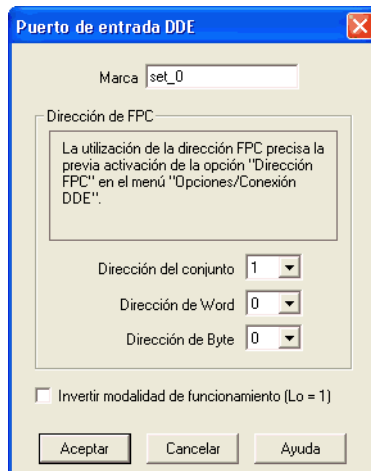 Puerto de entrada DDE
Marca set_0
Dirección de FPC
La utilización de la dirección FPC precisa la
previa activación de la opción "Dirección
FPC" en el menú "Opciones/Conexión
DDE".
Dirección del conjunto 1
Dirección de Word 0
Dirección de Byte 0
Invertir modalidad de funcionamiento (Lo = 1)
Aceptar Cancelar Ayuda